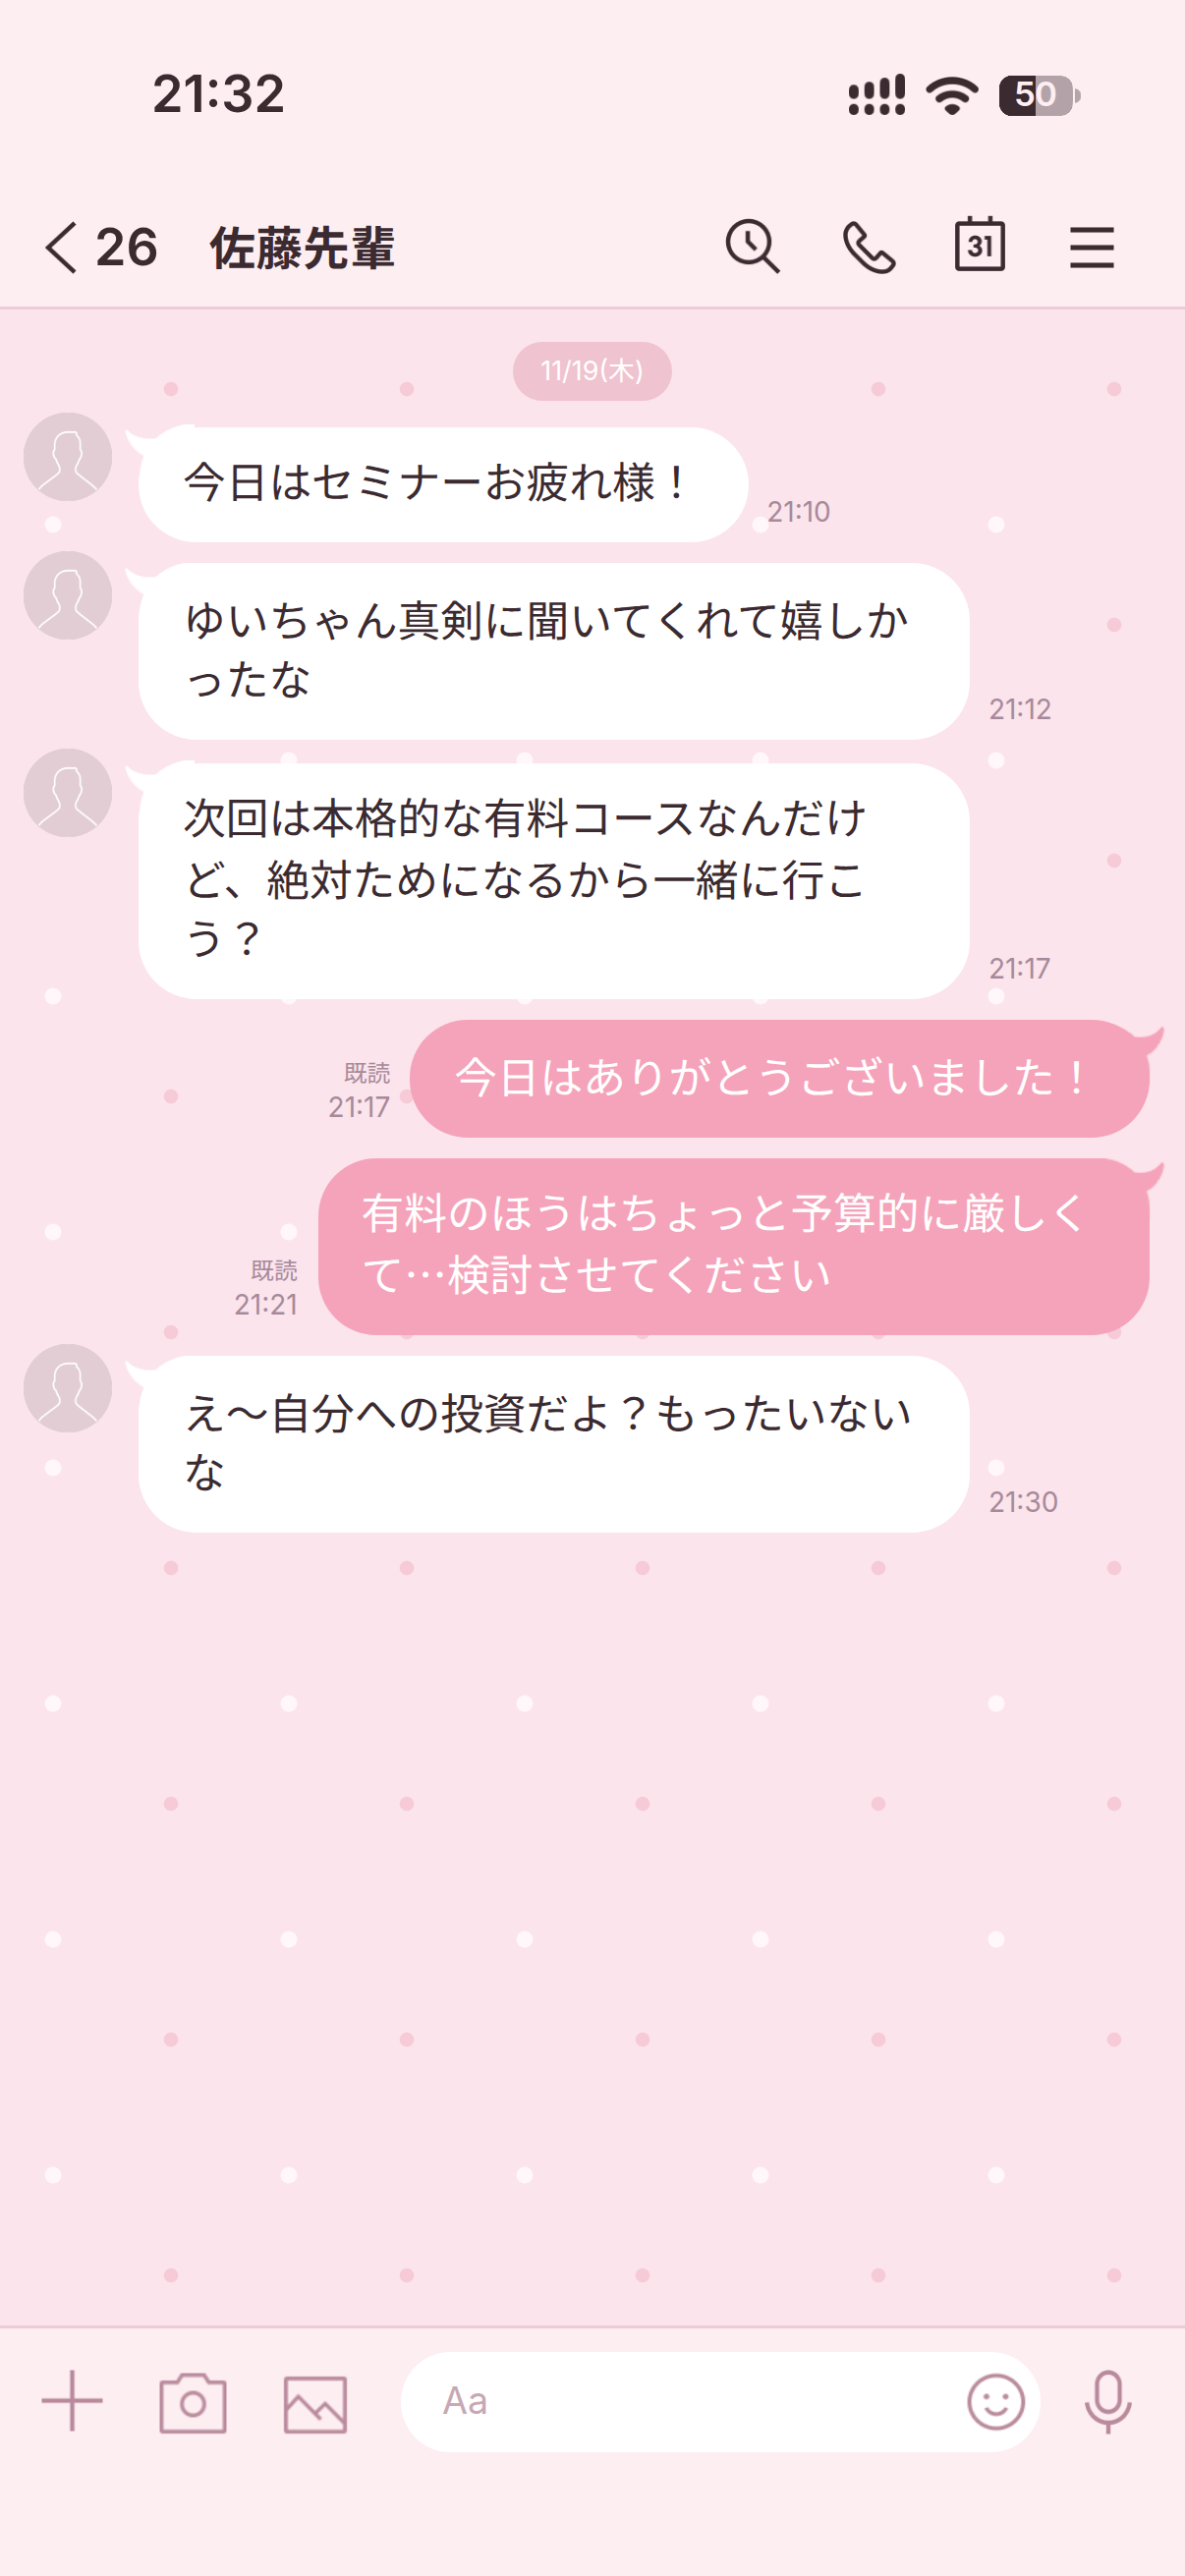 21:32
50
26 佐藤先輩
31
11/19(木)
今日はセミナーお疲れ様！
21:10
ゆいちゃん真剣に聞いてくれて嬉しか
ったな
21:12
次回は本格的な有料コースなんだけ
ど、絶対ためになるから一緒に行こ
う？
21:17
今日はありがとうございました！
既読
21:17
有料のほうはちょっと予算的に厳しく
て…検討させてください
既読
21:21
え〜自分への投資だよ？もったいない
な
21:30
Aa